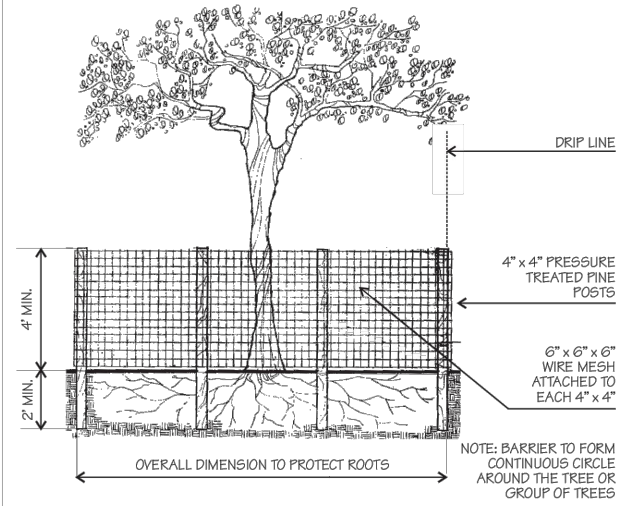 DRIP LINE
4" x 4" PRESSURE
TREATED PINE
POSTS
4' MIN.
6" x 6" x 6"
WIRE MESH
ATTACHED TO
EACH 4" x 4"
2' MIN.
OVERALL DIMENSION TO PROTECT ROOTS
NOTE: BARRIER TO FORM
CONTINUOUS CIRCLE
AROUND THE TREE OR
GROUP OF TREES